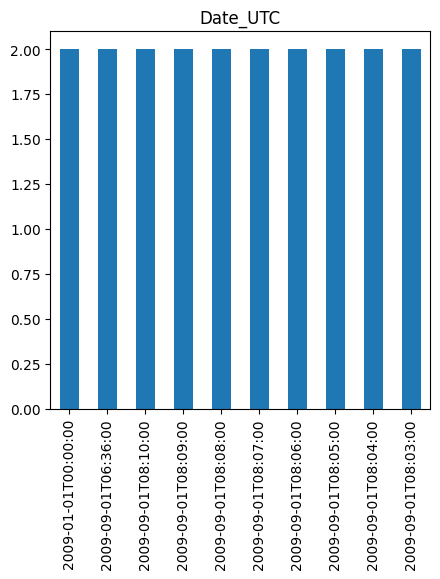 Date_UTC
2.00
1.75
1.50
1.25
1.00
0.75
0.50
0.25
0.00
2009-01-01T00:00:00
2009-09-01T06:36:00
2009-09-01T08:10:00
2009-09-01T08:09:00
2009-09-01T08:08:00
2009-09-01T08:07:00
2009-09-01T08:06:00
2009-09-01T08:05:00
2009-09-01T08:04:00
2009-09-01T08:03:00